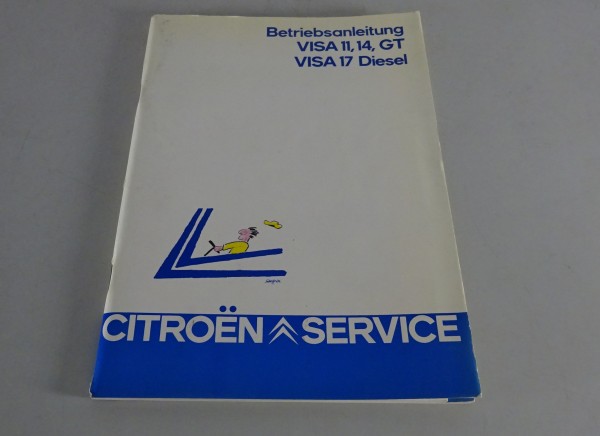 Betriebsanleitung
VISA 11, 14, GT
VISA 17 Diesel
CITROËN SERVICE